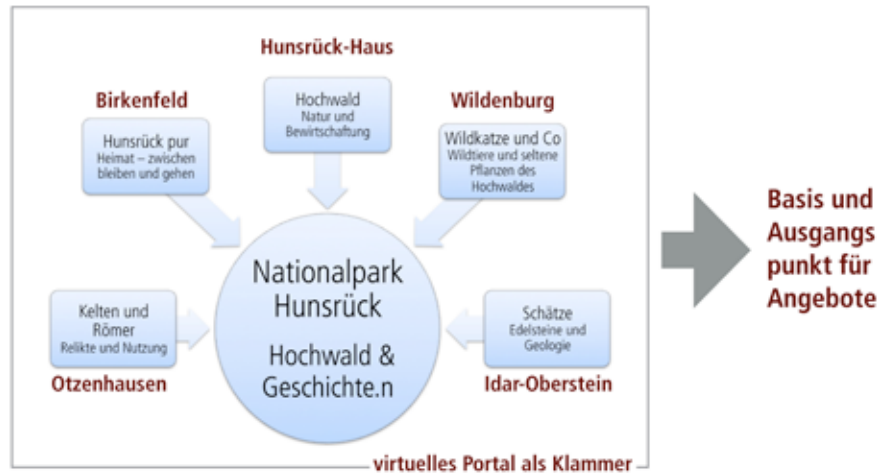 Hunsrück-Haus
Hochwald
Natur und
Bewirtschaftung
Birkenfeld
Hunsrück pur
Heimat – zwischen
bleiben und gehen
Wildenburg
Wildkatze und Co
Wildtiere und seltene
Pflanzen des
Hochwaldes
Nationalpark
Hunsrück
Hochwald &
Geschichte.n
Kelten und
Römer
Relikte und Nutzung
Otzenhausen
Schätze
Edelsteine und
Geologie
Idar-Oberstein
virtuelles Portal als Klammer
Basis und
Ausgangs
punkt für
Angebote